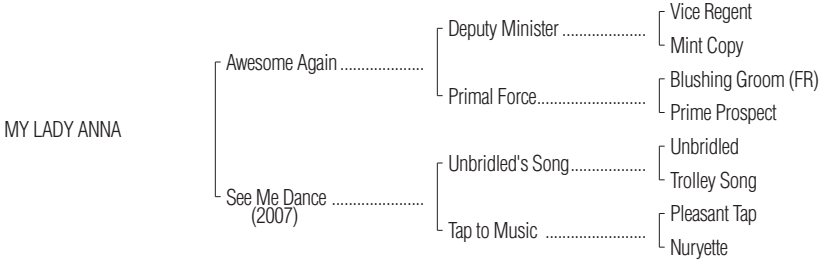 Vice Regent
Deputy Minister ....................
Mint Copy
Awesome Again ....................
Blushing Groom (FR)
Primal Force..........................
Prime Prospect
MY LADY ANNA
Unbridled
Unbridled's Song..................
Trolley Song
See Me Dance ......................
(2007)
Pleasant Tap
Tap to Music ........................
Nuryette